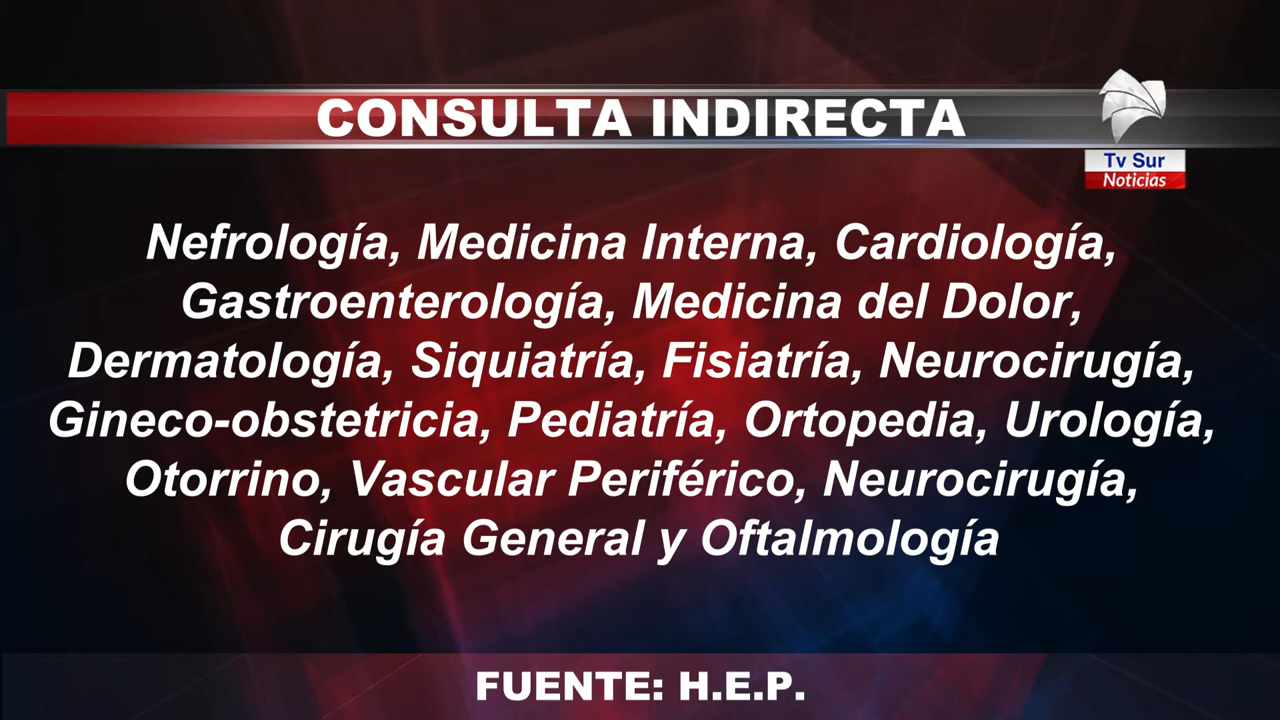 CONSULTA INDIRECTA
Tv Sur
Noticias
Nefrología, Medicina Interna, Cardiología,
Gastroenterología, Medicina del Dolor,
Dermatología, Siquiatría, Fisiatría, Neurocirugía,
Gineco-obstetricia, Pediatría, Ortopedia, Urología,
Otorrino, Vascular Periférico, Neurocirugía,
Cirugía General y Oftalmología
FUENTE: H.E.P.